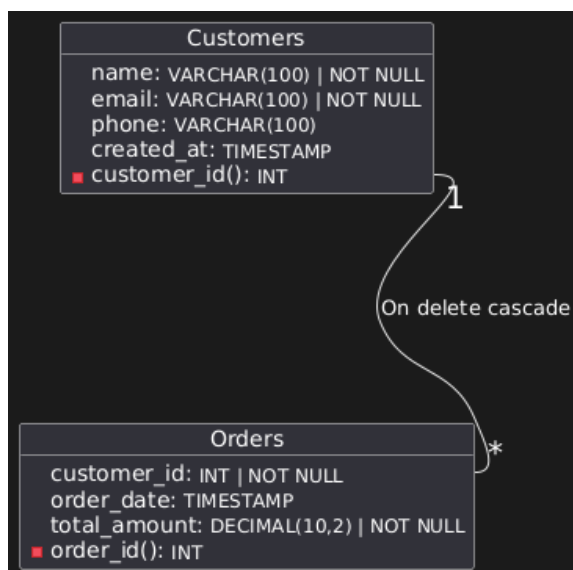 Customers
name: VARCHAR(100) | NOT NULL
email: VARCHAR(100) | NOT NULL
phone: VARCHAR(100)
created_at: TIMESTAMP
customer_id(): INT
1
On delete cascade
*
Orders
customer_id: INT | NOT NULL
order_date: TIMESTAMP
total_amount: DECIMAL(10,2) | NOT NULL
order_id(): INT